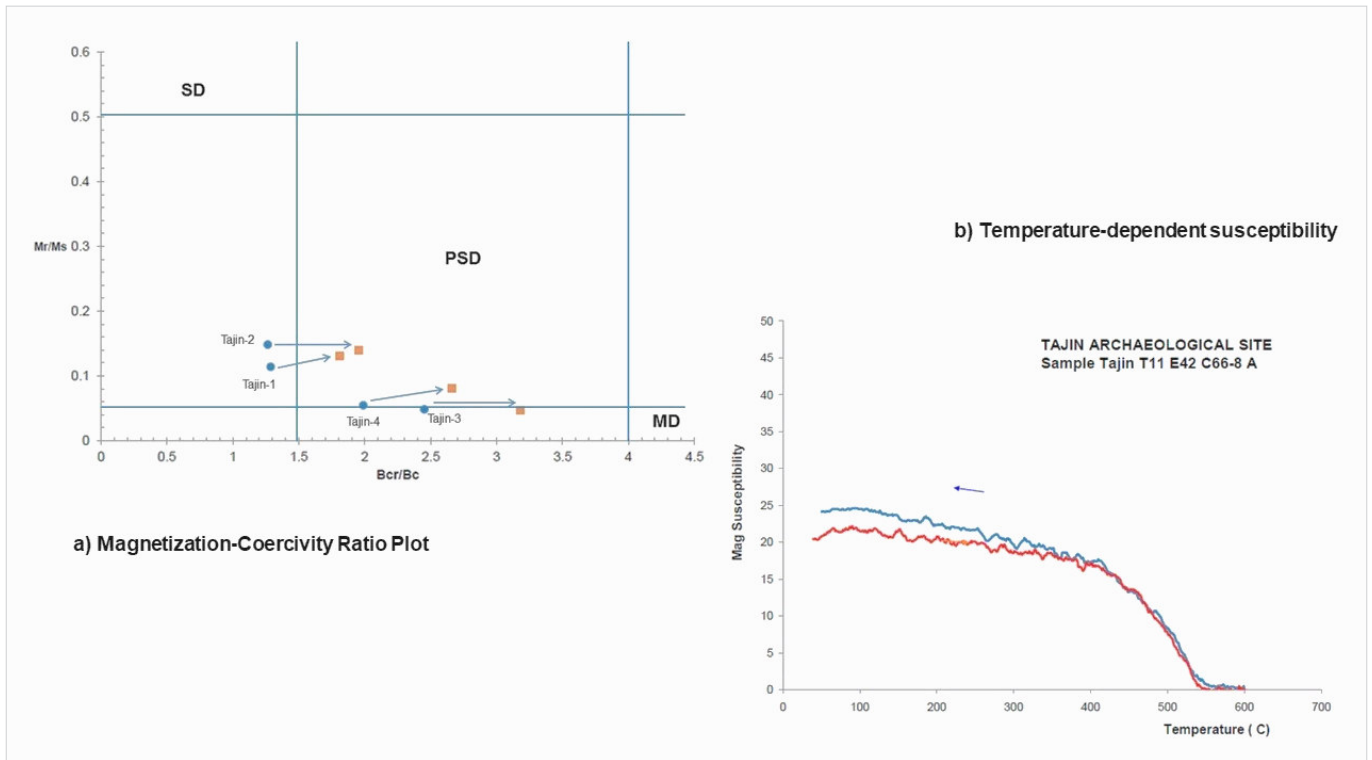 0.6
SD
0.5
0.4
Mr/Ms 0.3
PSD
0.2
Tajin-2
0.1
Tajin-1
Tajin-4
Tajin-3
MD
0
0 0.5 1 1.5 2 2.5 3 3.5 4 4.5
Bcr/Bc
a) Magnetization-Coercivity Ratio Plot
b) Temperature-dependent susceptibility
50
TAJIN ARCHAEOLOGICAL SITE
45
Sample Tajin T11 E42 C66-8 A
40
35
30
25
Mag Susceptibility
20
15
10
5
0
0 100 200 300 400 500 600 700
Temperature ( C)